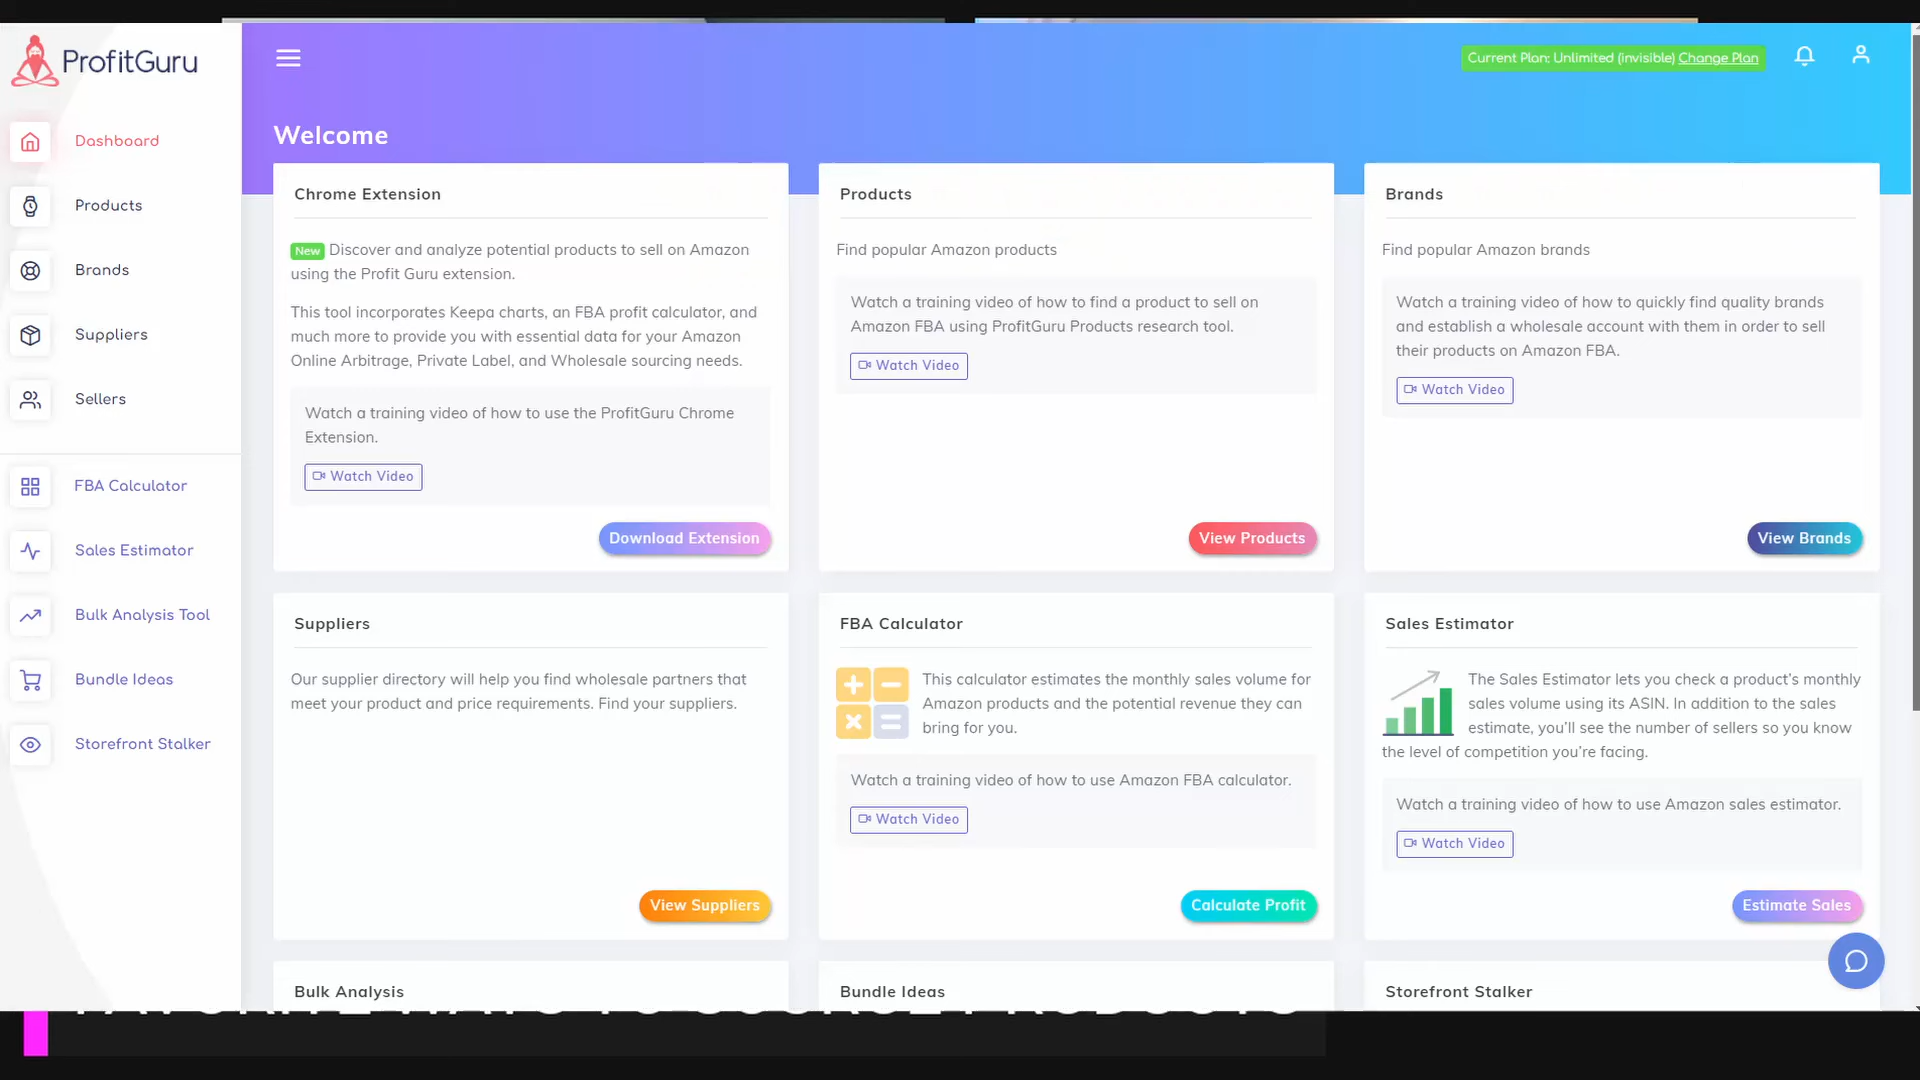 ProfitGuru
Current Plan: Unlimited (invisible) Change Plan
Welcome
Dashboard
Products
Brands
Suppliers
Sellers
FBA Calculator
Sales Estimator
Bulk Analysis Tool
Bundle Ideas
Storefront Stalker
Chrome Extension
New Discover and analyze potential products to sell on Amazon
using the Profit Guru extension.
This tool incorporates Keepa charts, an FBA profit calculator, and
much more to provide you with essential data for your Amazon
Online Arbitrage, Private Label, and Wholesale sourcing needs.
Watch a training video of how to use the ProfitGuru Chrome
Extension.
Watch Video
Download Extension
Products
Find popular Amazon products
Watch a training video of how to find a product to sell on
Amazon FBA using ProfitGuru Products research tool.
Watch Video
View Products
Brands
Find popular Amazon brands
Watch a training video of how to quickly find quality brands
and establish a wholesale account with them in order to sell
their products on Amazon FBA.
Watch Video
View Brands
Suppliers
Our supplier directory will help you find wholesale partners that
meet your product and price requirements. Find your suppliers.
View Suppliers
FBA Calculator
This calculator estimates the monthly sales volume for
Amazon products and the potential revenue they can
bring for you.
Watch a training video of how to use Amazon FBA calculator.
Watch Video
Calculate Profit
Sales Estimator
The Sales Estimator lets you check a product's monthly
sales volume using its ASIN. In addition to the sales
estimate, you'll see the number of sellers so you know
the level of competition you're facing.
Watch a training video of how to use Amazon sales estimator.
Watch Video
Estimate Sales
Bulk Analysis
Bundle Ideas
Storefront Stalker